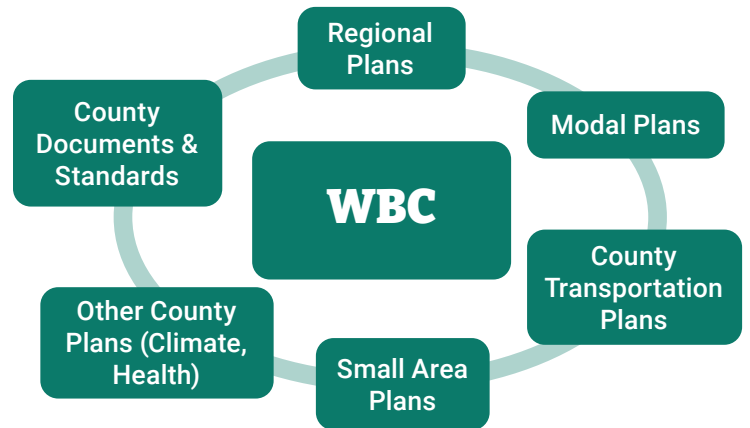 Regional
Plans
County
Documents &
Standards
Modal Plans
WBC
County
Transportation
Plans
Other County
Plans (Climate,
Health)
Small Area
Plans